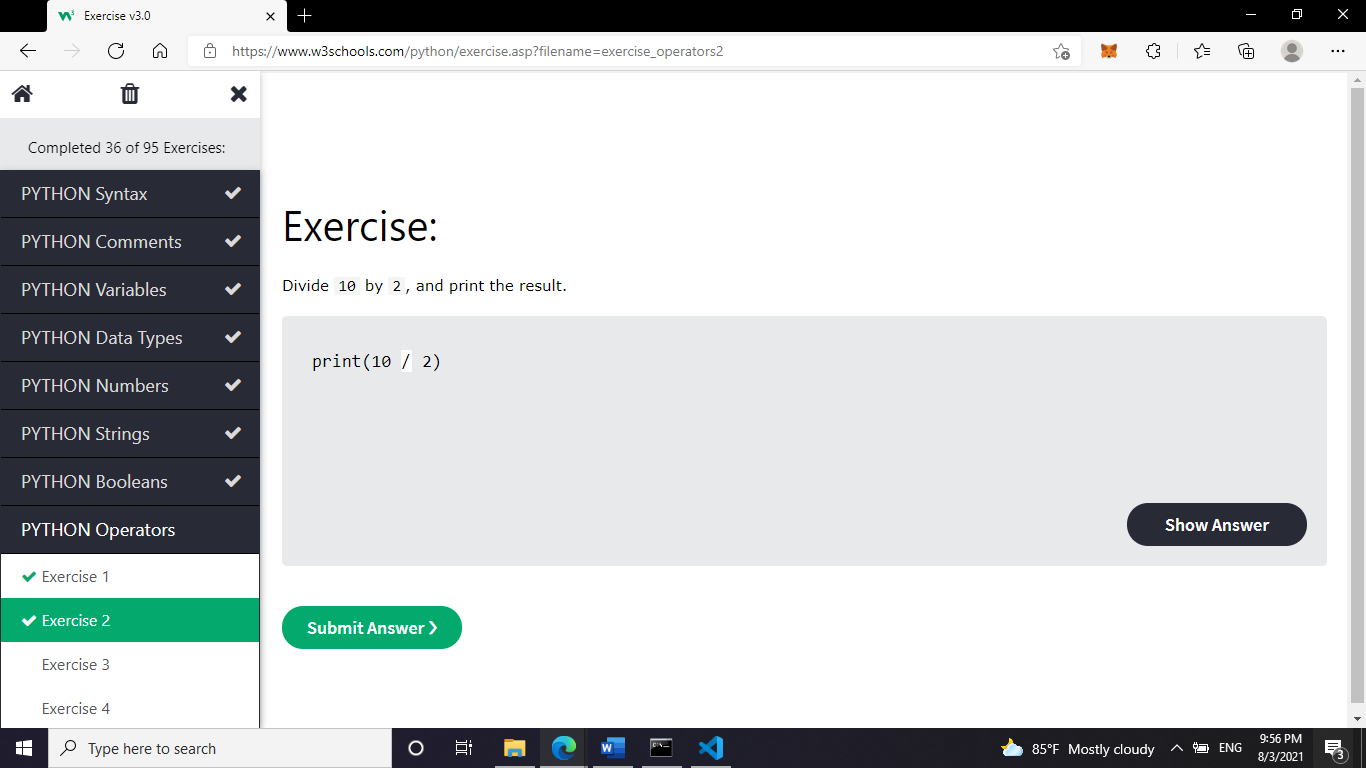 Exercise v3.0
https://www.w3schools.com/python/exercise.asp?filename=exercise_operators2
Completed 36 of 95 Exercises:
PYTHON Syntax
PYTHON Comments
PYTHON Variables
PYTHON Data Types
PYTHON Numbers
PYTHON Strings
PYTHON Booleans
PYTHON Operators
Exercise 1
Exercise 2
Exercise 3
Exercise 4
Exercise:
Divide 10 by 2, and print the result.
print(10 / 2)
Show Answer
Submit Answer ❯
Type here to search
85°F Mostly cloudy
ENG
9:56 PM
8/3/2021
3